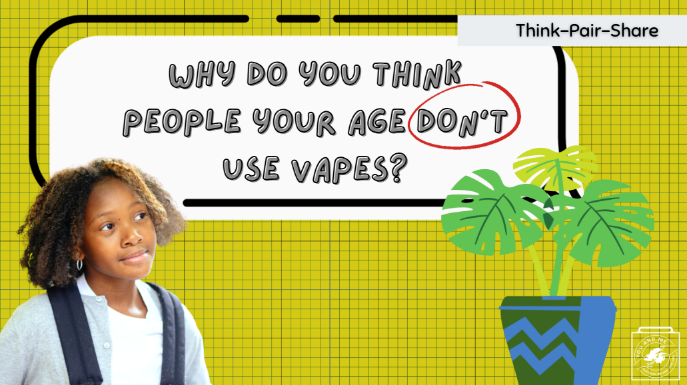 Think-Pair-Share
WHY DO YOU THINK
PEOPLE YOUR AGE DON'T
USE VAPES?